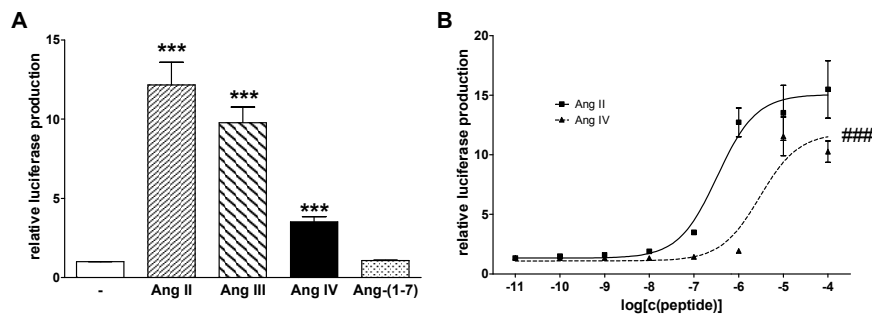 A
relative luciferase production
15
10
5
0
***
***
***
-
Ang II
Ang III
Ang IV
Ang-(1-7)
B
relative luciferase production
20
15
10
5
0
Ang II
Ang IV
###
-11
-10
-9
-8
-7
-6
-5
-4
log[c(peptide)]